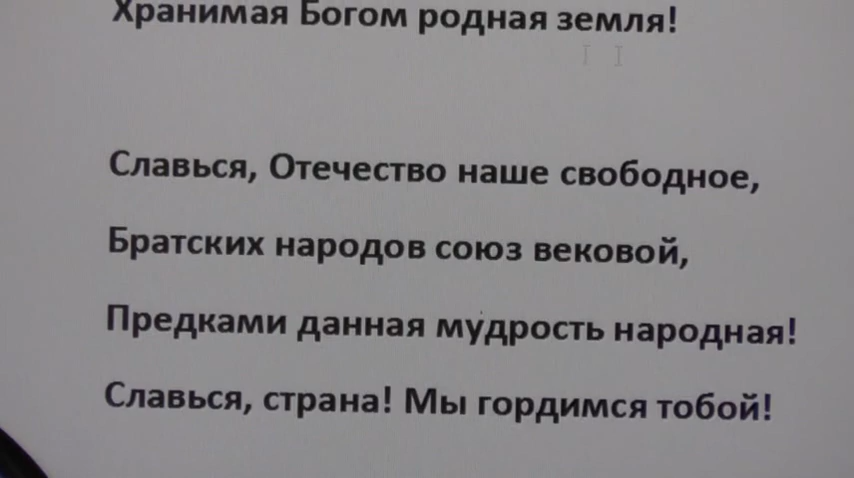 Хранимая Богом родная земля!
Славься, Отечество наше свободное,
Братских народов союз вековой,
Предками данная мудрость народная!
Славься, страна! Мы гордимся тобой!